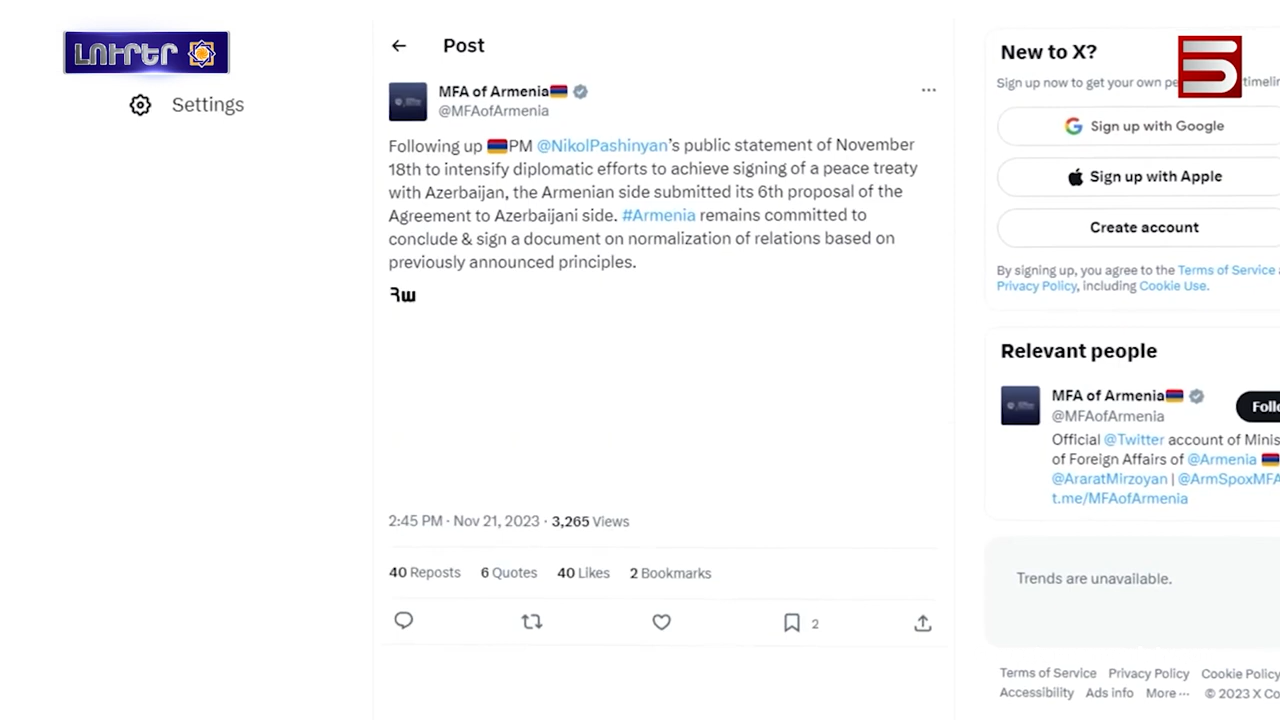 ԼՈՒՐԵՐ
5
Settings
Post
MFA of Armenia
@MFAofArmenia
Following up PM @NikolPashinyan's public statement of November
18th to intensify diplomatic efforts to achieve signing of a peace treaty
with Azerbaijan, the Armenian side submitted its 6th proposal of the
Agreement to Azerbaijani side. #Armenia remains committed to
conclude & sign a document on normalization of relations based on
previously announced principles.
2:45 PM · Nov 21, 2023 · 3,265 Views
40 Reposts 6 Quotes 40 Likes 2 Bookmarks
2
New to X?
Sign up now to get your own pe timelin
Sign up with Google
Sign up with Apple
Create account
By signing up, you agree to the Terms of Service a
Privacy Policy, including Cookie Use.
Relevant people
MFA of Armenia
@MFAofArmenia
Follo
Official @Twitter account of Minis
of Foreign Affairs of @Armenia
@AraratMirzoyan | @ArmSpoxMFA
t.me/MFAofArmenia
Trends are unavailable.
Terms of Service Privacy Policy Cookie Policy
Accessibility Ads info More ··· © 2023 X Co